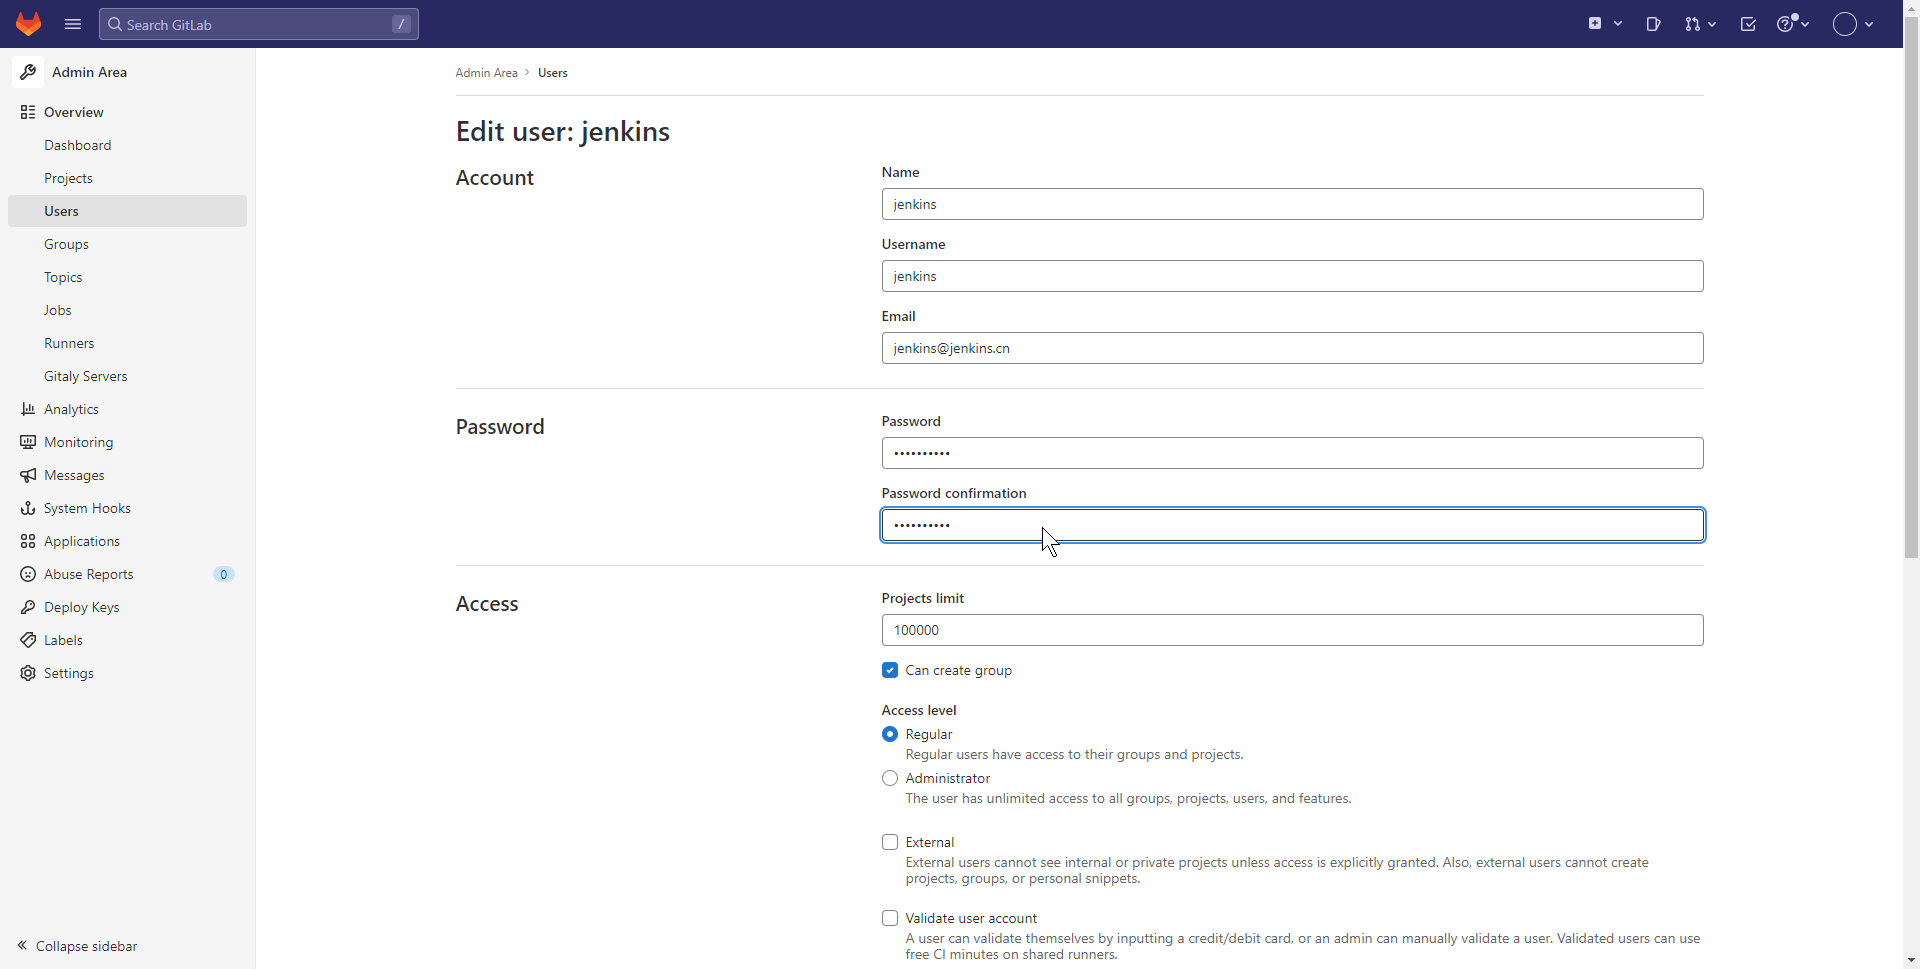 Search GitLab /
Admin Area
Overview
Dashboard
Projects
Users
Groups
Topics
Jobs
Runners
Gitaly Servers
Analytics
Monitoring
Messages
System Hooks
Applications
Abuse Reports 0
Deploy Keys
Labels
Settings
Collapse sidebar
Admin Area > Users
Edit user: jenkins
Account
Name
jenkins
Username
jenkins
Email
jenkins@jenkins.cn
Password
Password
••••••••••
Password confirmation
••••••••••
Access
Projects limit
100000
Can create group
Access level
Regular
Regular users have access to their groups and projects.
Administrator
The user has unlimited access to all groups, projects, users, and features.
External
External users cannot see internal or private projects unless access is explicitly granted. Also, external users cannot create
projects, groups, or personal snippets.
Validate user account
A user can validate themselves by inputting a credit/debit card, or an admin can manually validate a user. Validated users can use
free CI minutes on shared runners.